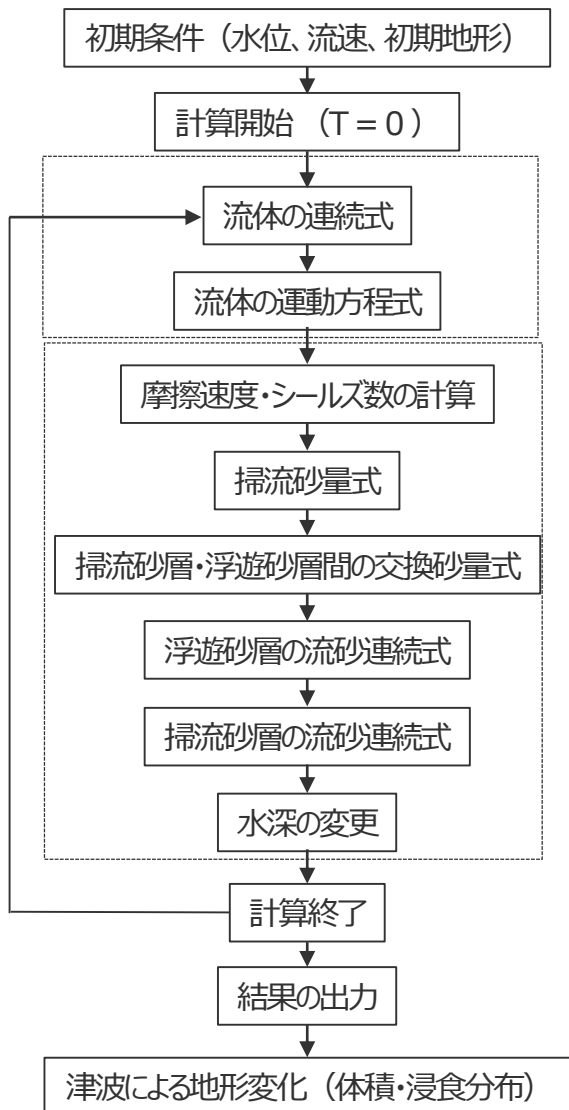 初期条件（水位、流速、初期地形）
計算開始 （T＝0）
流体の連続式
流体の運動方程式
摩擦速度・シールズ数の計算
掃流砂量式
掃流砂層・浮遊砂層間の交換砂量式
浮遊砂層の流砂連続式
掃流砂層の流砂連続式
水深の変更
計算終了
結果の出力
津波による地形変化（体積・浸食分布）